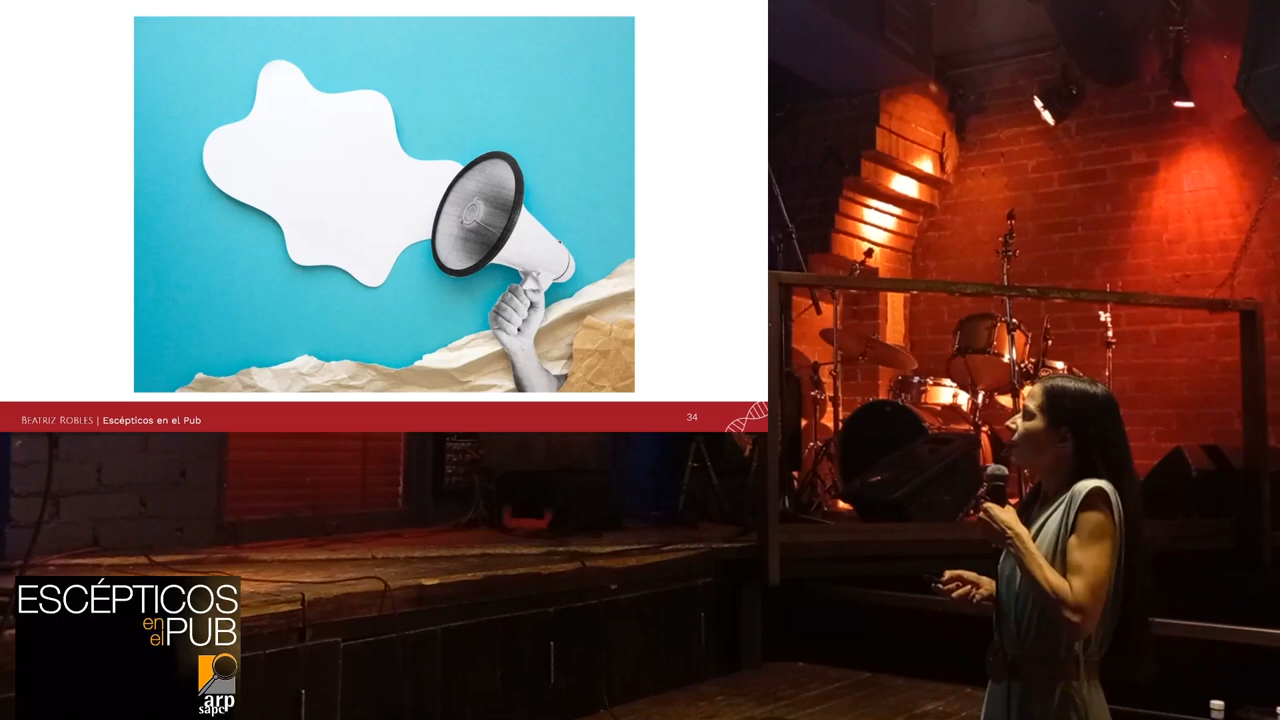 BEATRIZ ROBLES | Escépticos en el Pub
34
ESCÉPTICOS
en
el PUB
arp
sapc